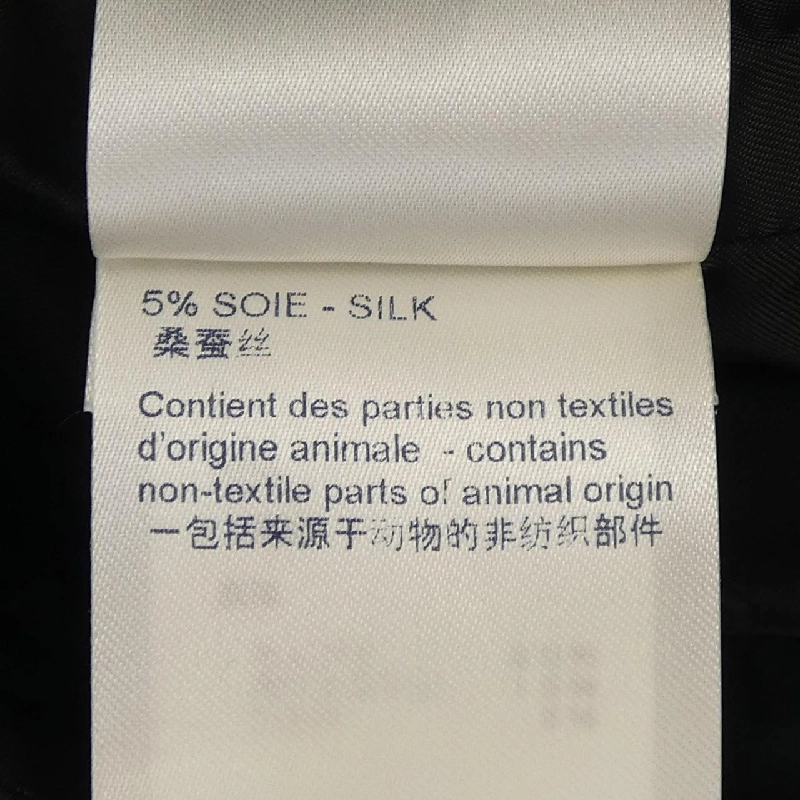 5% SOIE - SILK
桑蚕丝
Contient des parties non textiles
d'origine animale - contains
non-textile parts of animal origin
一包括来源于动物的非纺织部件